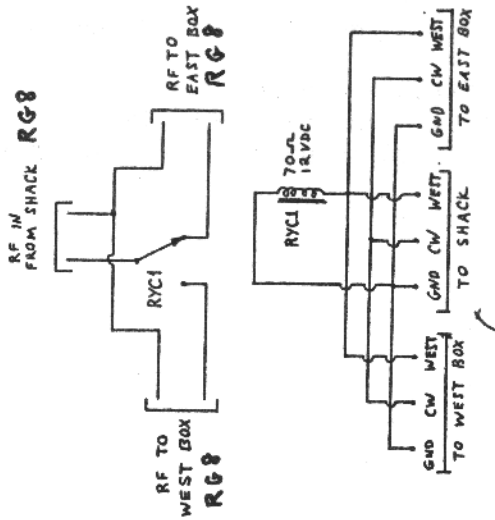 RF IN
FROM SHACK RG8
RYC1
RF TO
WEST BOX
RG8
RF TO
EAST BOX
RG8
70Ω
12VDC
RYC1
GND CW WEST
TO WEST BOX
GND CW WEST
TO SHACK
GND CW WEST
TO EAST BOX